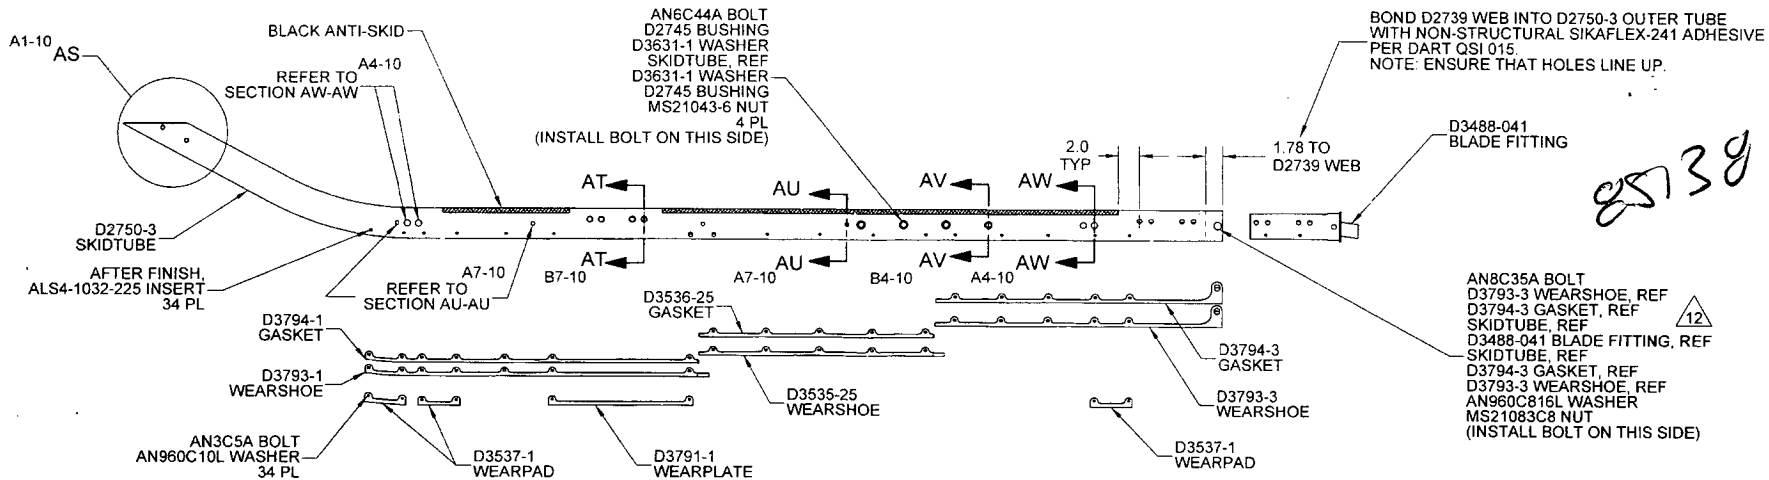 A1-10
AS
BLACK ANTI-SKID
REFER TO
SECTION AW-AW
A4-10
AN6C44A BOLT
D2745 BUSHING
D3631-1 WASHER
SKIDTUBE, REF
D3631-1 WASHER
D2745 BUSHING
MS21043-6 NUT
4 PL
(INSTALL BOLT ON THIS SIDE)
BOND D2739 WEB INTO D2750-3 OUTER TUBE
WITH NON-STRUCTURAL SIKAFLEX-241 ADHESIVE
PER DART QSI 015.
NOTE: ENSURE THAT HOLES LINE UP.
D3488-041
BLADE FITTING
2.0
TYP
1.78 TO
D2739 WEB
AT
AU
AV
AW
D2750-3
SKIDTUBE
AFTER FINISH,
ALS4-1032-225 INSERT
34 PL
REFER TO
SECTION AU-AU
A7-10
B7-10
AT
A7-10
AU
B4-10
AV
A4-10
AW
D3794-1
GASKET
D3793-1
WEARSHOE
AN3C5A BOLT
AN960C10L WASHER
34 PL
D3537-1
WEARPAD
D3791-1
WEARPLATE
D3536-25
GASKET
D3535-25
WEARSHOE
D3794-3
GASKET
D3793-3
WEARSHOE
D3537-1
WEARPAD
AN8C35A BOLT
D3793-3 WEARSHOE, REF
D3794-3 GASKET, REF
SKIDTUBE, REF
D3488-041 BLADE FITTING, REF
SKIDTUBE, REF
D3794-3 GASKET, REF
D3793-3 WEARSHOE, REF
AN960C816L WASHER
MS21083C8 NUT
(INSTALL BOLT ON THIS SIDE)
12